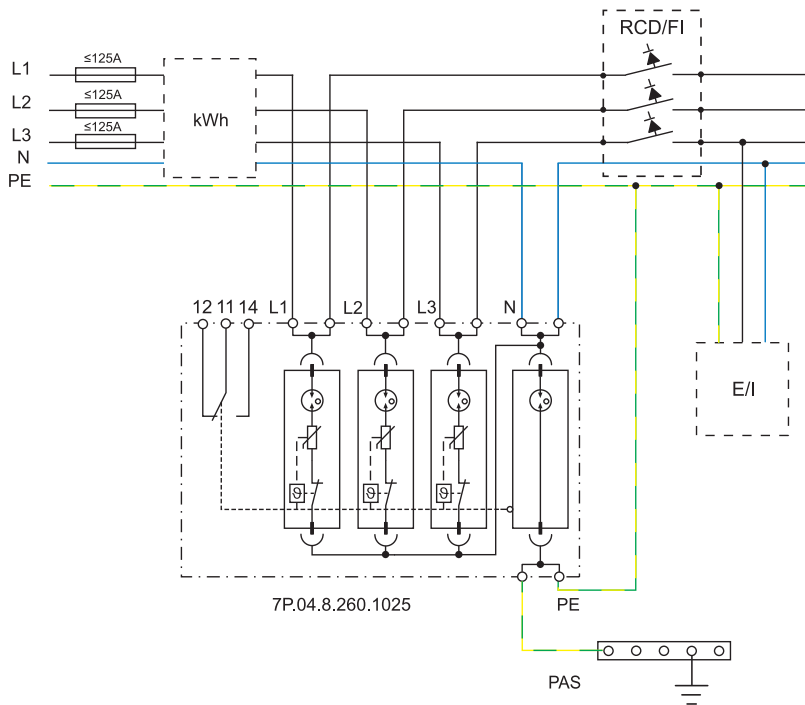 RCD/FI
≤125A
L1
≤125A
L2
kWh
≤125A
L3
N
PE
12 11 14 L1 L2 L3 N
E/I
ϑ ϑ ϑ
7P.04.8.260.1025
PE
PAS